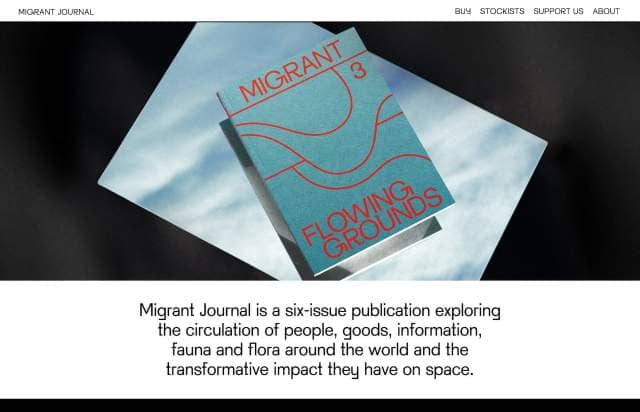 MIGRANT JOURNAL
BUY STOCKISTS SUPPORT US ABOUT
MIGRANT
3
FLOWING
GROUNDS
Migrant Journal is a six-issue publication exploring
the circulation of people, goods, information,
fauna and flora around the world and the
transformative impact they have on space.